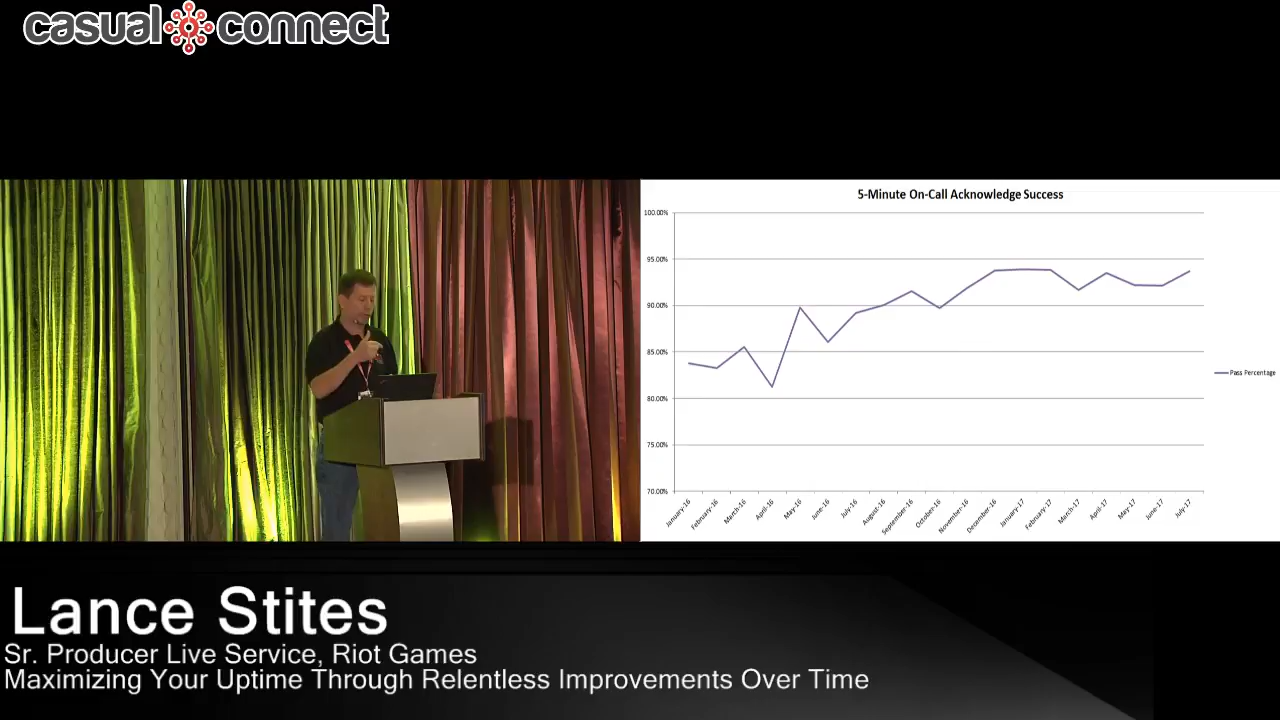 casual connect
5-Minute On-Call Acknowledge Success
100.00%
95.00%
90.00%
85.00%
80.00%
75.00%
70.00%
Pass Percentage
January-16
February-16
March-16
April-16
May-16
June-16
July-16
August-16
September-16
October-16
November-16
December-16
January-17
February-17
March-17
April-17
May-17
June-17
July-17
Lance Stites
Sr. Producer Live Service, Riot Games
Maximizing Your Uptime Through Relentless Improvements Over Time